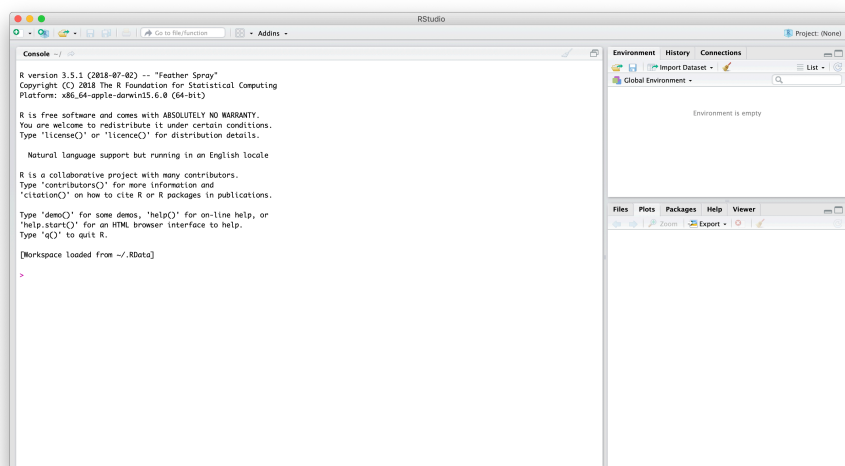 RStudio
Go to file/function
Addins
Project: (None)
Console ~/
R version 3.5.1 (2018-07-02) -- "Feather Spray"
Copyright (C) 2018 The R Foundation for Statistical Computing
Platform: x86_64-apple-darwin15.6.0 (64-bit)
R is free software and comes with ABSOLUTELY NO WARRANTY.
You are welcome to redistribute it under certain conditions.
Type 'license()' or 'licence()' for distribution details.
Natural language support but running in an English locale
R is a collaborative project with many contributors.
Type 'contributors()' for more information and
'citation()' on how to cite R or R packages in publications.
Type 'demo()' for some demos, 'help()' for on-line help, or
'help.start()' for an HTML browser interface to help.
Type 'q()' to quit R.
[Workspace loaded from ~/.RData]
>
Environment History Connections
Import Dataset List
Global Environment
Environment is empty
Files Plots Packages Help Viewer
Zoom Export